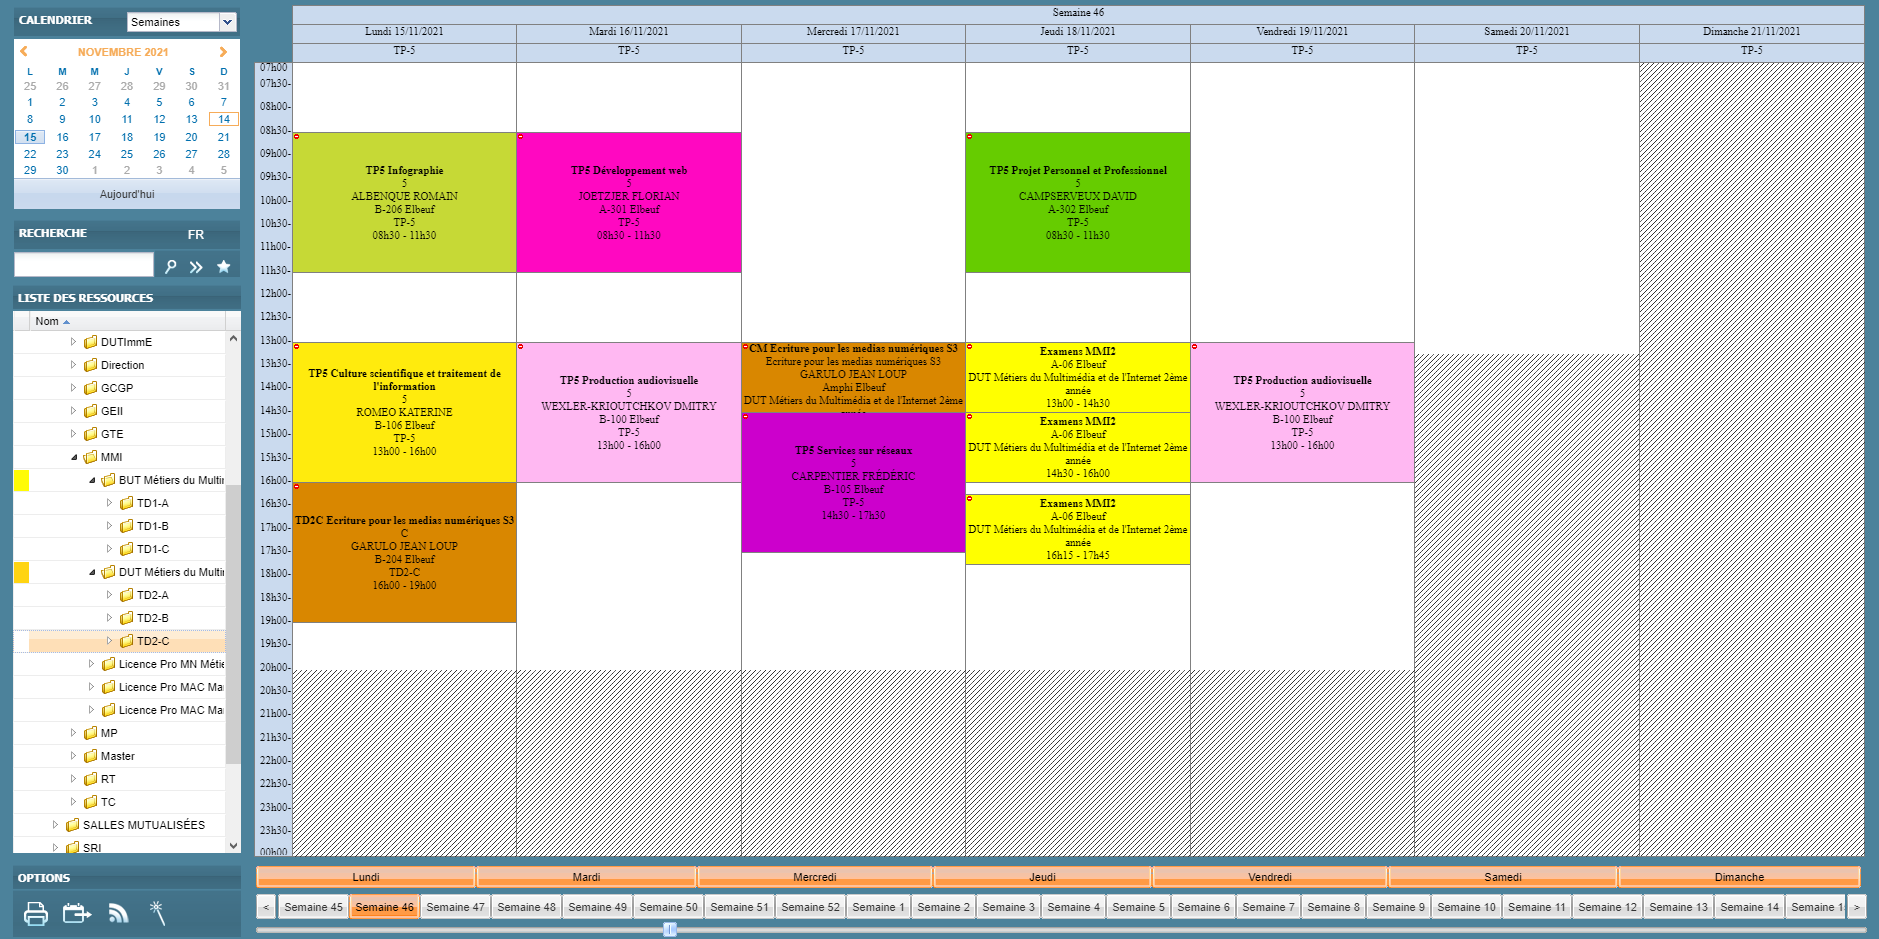 CALENDRIER
Semaines
NOVEMBRE 2021
L M M J V S D
25 26 27 28 29 30 31
1 2 3 4 5 6 7
8 9 10 11 12 13 14
15 16 17 18 19 20 21
22 23 24 25 26 27 28
29 30 1 2 3 4 5
Aujourd'hui
RECHERCHE FR
LISTE DES RESSOURCES
Nom
DUTImmE
Direction
GCGP
GEII
GTE
MMI
BUT Métiers du Multi
TD1-A
TD1-B
TD1-C
DUT Métiers du Multi
TD2-A
TD2-B
TD2-C
Licence Pro MN Métie
Licence Pro MAC Ma
Licence Pro MAC Ma
MP
Master
RT
TC
SALLES MUTUALISÉES
SRI
OPTIONS
Semaine 46
Lundi 15/11/2021 Mardi 16/11/2021 Mercredi 17/11/2021 Jeudi 18/11/2021 Vendredi 19/11/2021 Samedi 20/11/2021 Dimanche 21/11/2021
TP-5 TP-5 TP-5 TP-5 TP-5 TP-5 TP-5
07h00
07h30-
08h00-
08h30-
09h00-
09h30-
10h00-
10h30-
11h00-
11h30-
12h00-
12h30-
13h00-
13h30-
14h00-
14h30-
15h00-
15h30-
16h00-
16h30-
17h00-
17h30-
18h00-
18h30-
19h00-
19h30-
20h00-
20h30-
21h00-
21h30-
22h00-
22h30-
23h00-
23h30-
00h00
TP5 Infographie
5
ALBENQUE ROMAIN
B-206 Elbeuf
TP-5
08h30 - 11h30
TP5 Culture scientifique et traitement de
l'information
5
ROMEO KATERINE
B-106 Elbeuf
TP-5
13h00 - 16h00
TD2C Ecriture pour les medias numériques S3
C
GARULO JEAN LOUP
B-204 Elbeuf
TD2-C
16h00 - 19h00
TP5 Développement web
5
JOETZJER FLORIAN
A-301 Elbeuf
TP-5
08h30 - 11h30
TP5 Production audiovisuelle
5
WEXLER-KRIOUTCHKOV DMITRY
B-100 Elbeuf
TP-5
13h00 - 16h00
CM Ecriture pour les medias numériques S3
Ecriture pour les medias numériques S3
GARULO JEAN LOUP
Amphi Elbeuf
DUT Métiers du Multimédia et de l'Internet 2ème
année
TP5 Services sur réseaux
5
CARPENTIER FRÉDÉRIC
B-105 Elbeuf
TP-5
14h30 - 17h30
TP5 Projet Personnel et Professionnel
5
CAMPSERVEUX DAVID
A-302 Elbeuf
TP-5
08h30 - 11h30
Examens MMI2
A-06 Elbeuf
DUT Métiers du Multimédia et de l'Internet 2ème
année
13h00 - 14h30
Examens MMI2
A-06 Elbeuf
DUT Métiers du Multimédia et de l'Internet 2ème
année
14h30 - 16h00
Examens MMI2
A-06 Elbeuf
DUT Métiers du Multimédia et de l'Internet 2ème
année
16h15 - 17h45
TP5 Production audiovisuelle
5
WEXLER-KRIOUTCHKOV DMITRY
B-100 Elbeuf
TP-5
13h00 - 16h00
Lundi Mardi Mercredi Jeudi Vendredi Samedi Dimanche
< Semaine 45 Semaine 46 Semaine 47 Semaine 48 Semaine 49 Semaine 50 Semaine 51 Semaine 52 Semaine 1 Semaine 2 Semaine 3 Semaine 4 Semaine 5 Semaine 6 Semaine 7 Semaine 8 Semaine 9 Semaine 10 Semaine 11 Semaine 12 Semaine 13 Semaine 14 Semaine 1 >